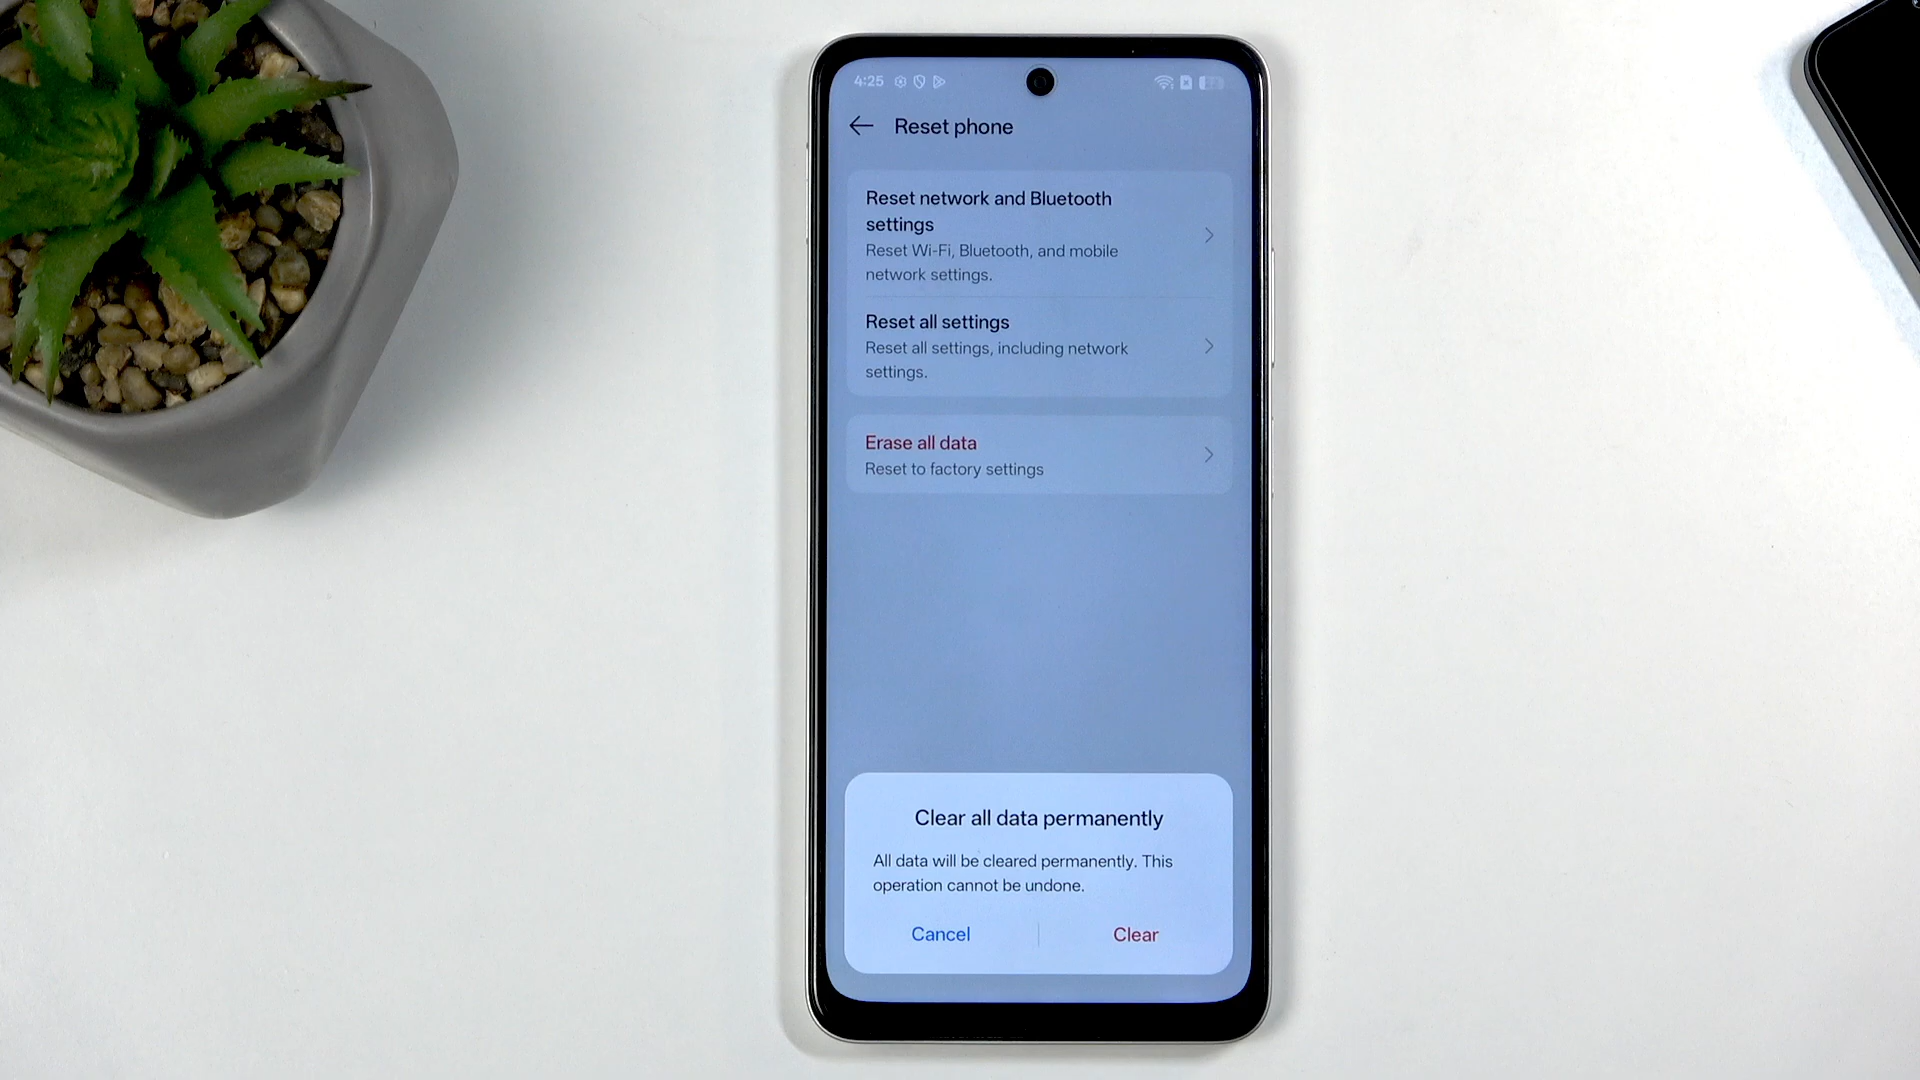 4:25
Reset phone
Reset network and Bluetooth
settings
Reset Wi-Fi, Bluetooth, and mobile
network settings.
Reset all settings
Reset all settings, including network
settings.
Erase all data
Reset to factory settings
Clear all data permanently
All data will be cleared permanently. This
operation cannot be undone.
Cancel
Clear